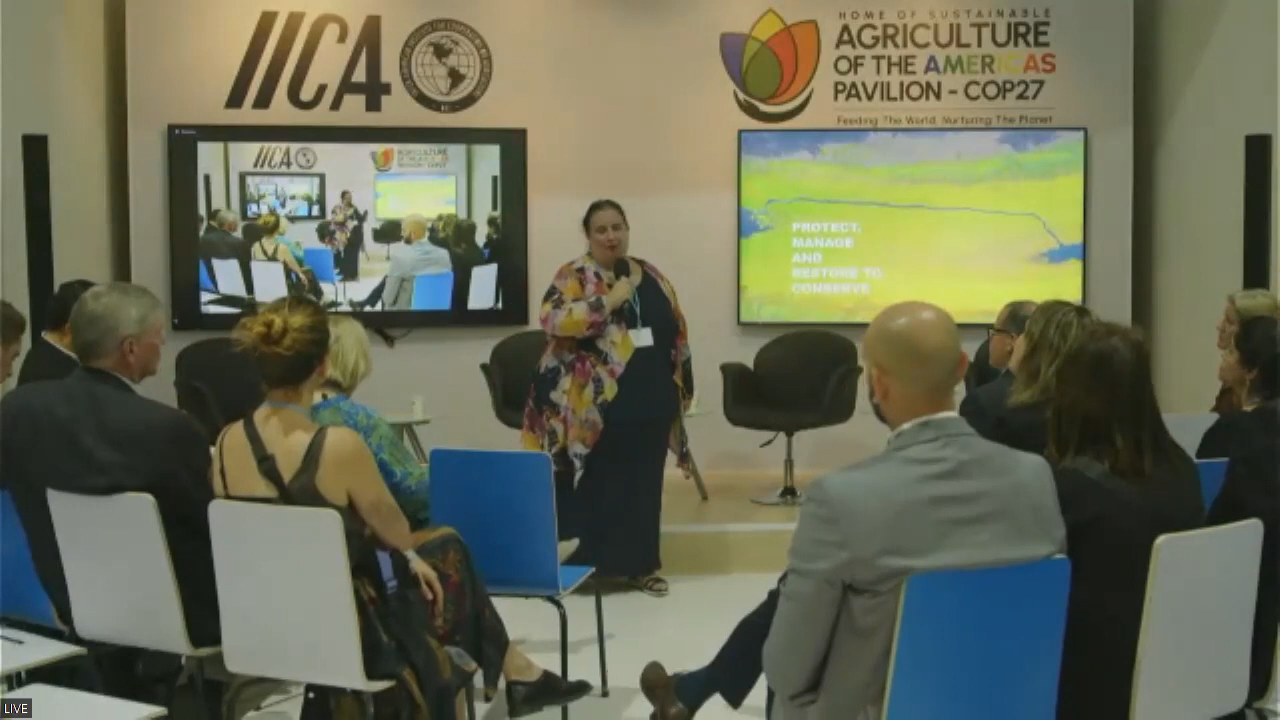 IICA
HOME OF SUSTAINABLE
AGRICULTURE
OF THE AMERICAS
PAVILION - COP27
Feeding The World. Nurturing The Planet
IICA
PROTECT,
MANAGE
AND
RESTORE TO
CONSERVE
LIVE